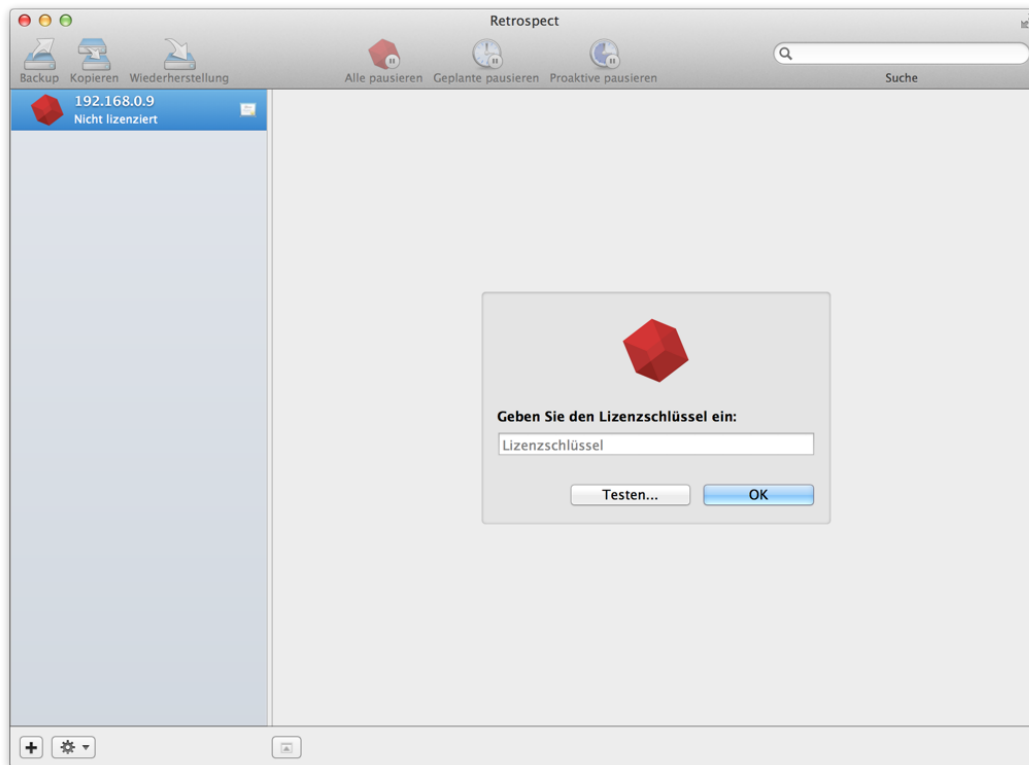 Retrospect
Backup Kopieren Wiederherstellung
Alle pausieren Geplante pausieren Proaktive pausieren
Suche
192.168.0.9
Nicht lizenziert
Geben Sie den Lizenzschlüssel ein:
Lizenzschlüssel
Testen... OK